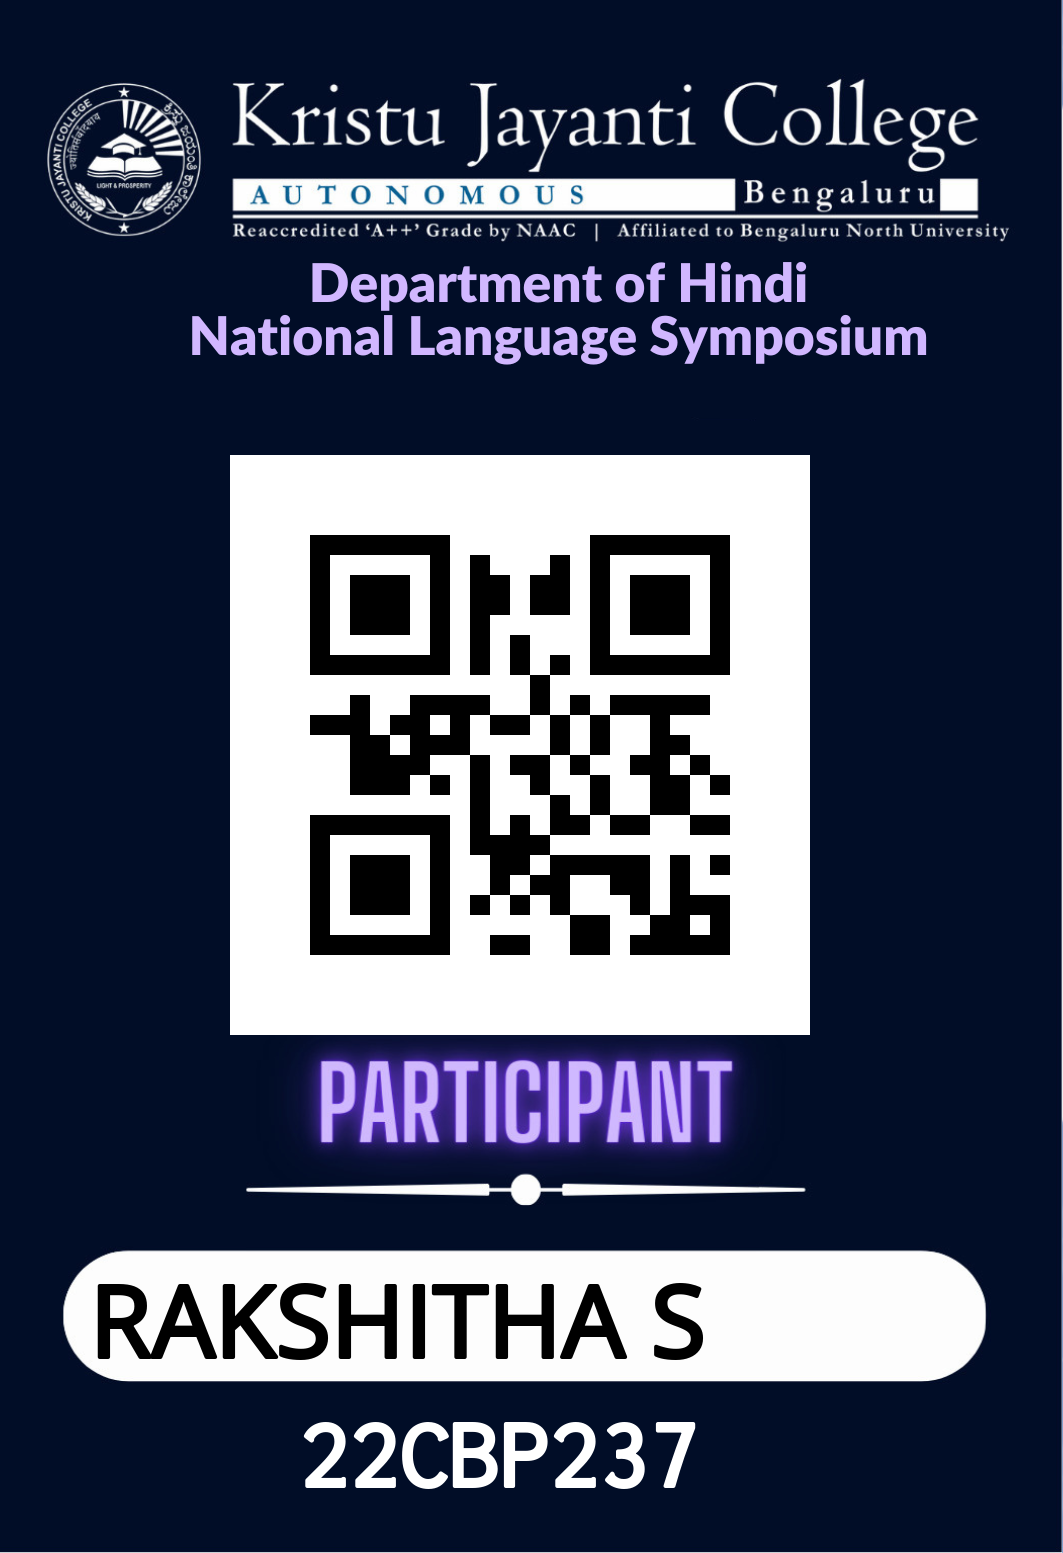 KRISTU JAYANTI COLLEGE
LIGHT & PROSPERITY
Kristu Jayanti College
AUTONOMOUS Bengaluru
Reaccredited ‘A++’ Grade by NAAC | Affiliated to Bengaluru North University
Department of Hindi
National Language Symposium
PARTICIPANT
RAKSHITHA S
22CBP237